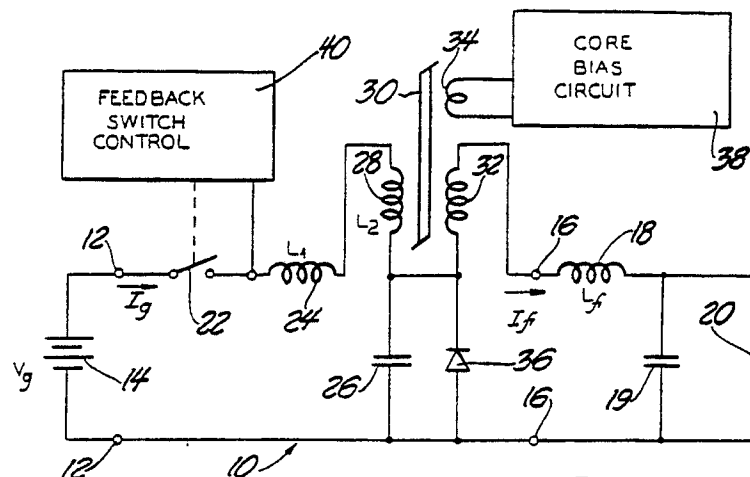 40
FEEDBACK
SWITCH
CONTROL
34
CORE
BIAS
CIRCUIT
38
30
28
32
L2
12
L1
16
18
Ig
22
24
If
Lf
20
Vg
14
26
36
19
12
10
16